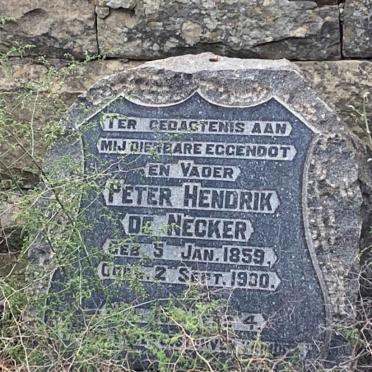 TER GEDAGTENIS AAN
MIJ DIERBARE EGGENOOT
EN VADER
PETER HENDRIK
DE NECKER
GEB 5 JAN. 1859.
OORL. 2 SEPT. 1930.
4